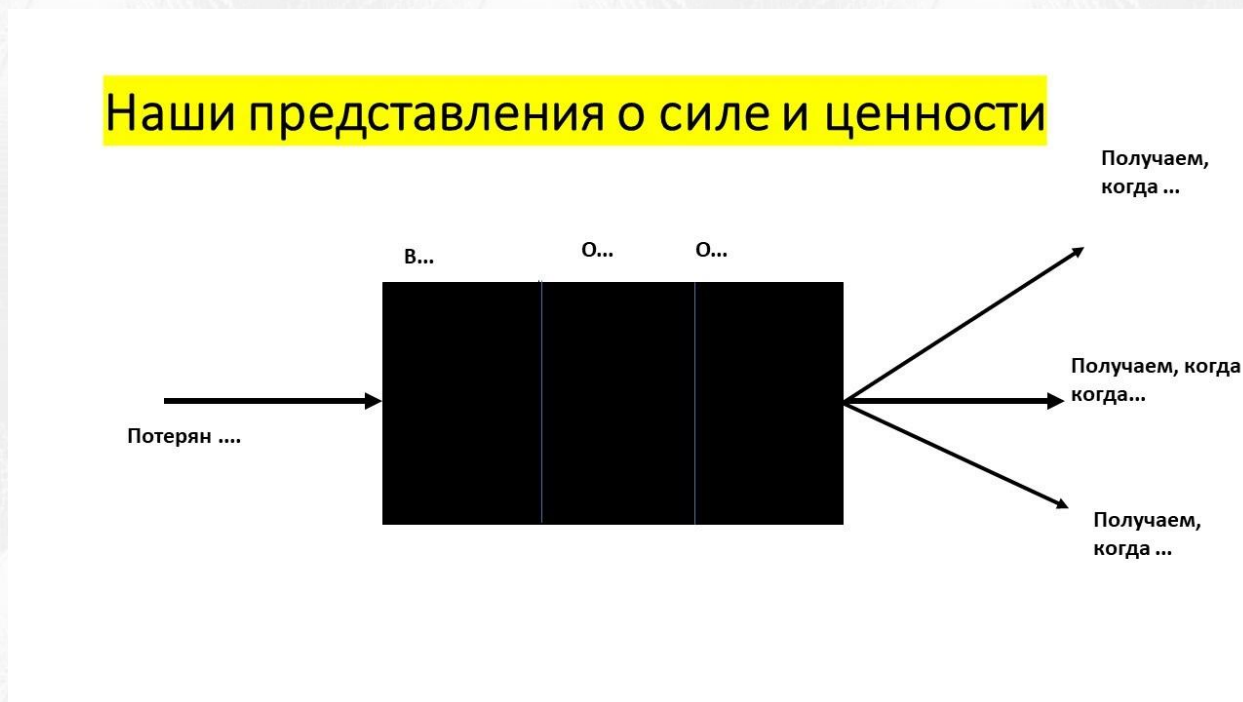 Наши представления о силе и ценности
Получаем,
когда ...
В...
О...
О...
Получаем, когда
когда...
Потерян ....
Получаем,
когда ...